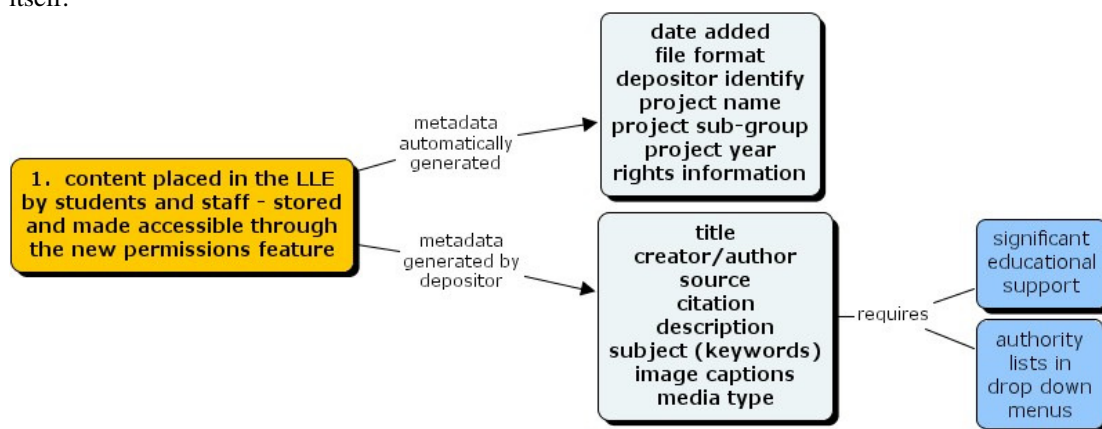 itself.
date added
file format
depositor identify
project name
project sub-group
project year
rights information
metadata
automatically
generated
1. content placed in the LLE
by students and staff - stored
and made accessible through
the new permissions feature
metadata
generated by
depositor
title
creator/author
source
citation
description
subject (keywords)
image captions
media type
requires
significant
educational
support
authority
lists in
drop down
menus